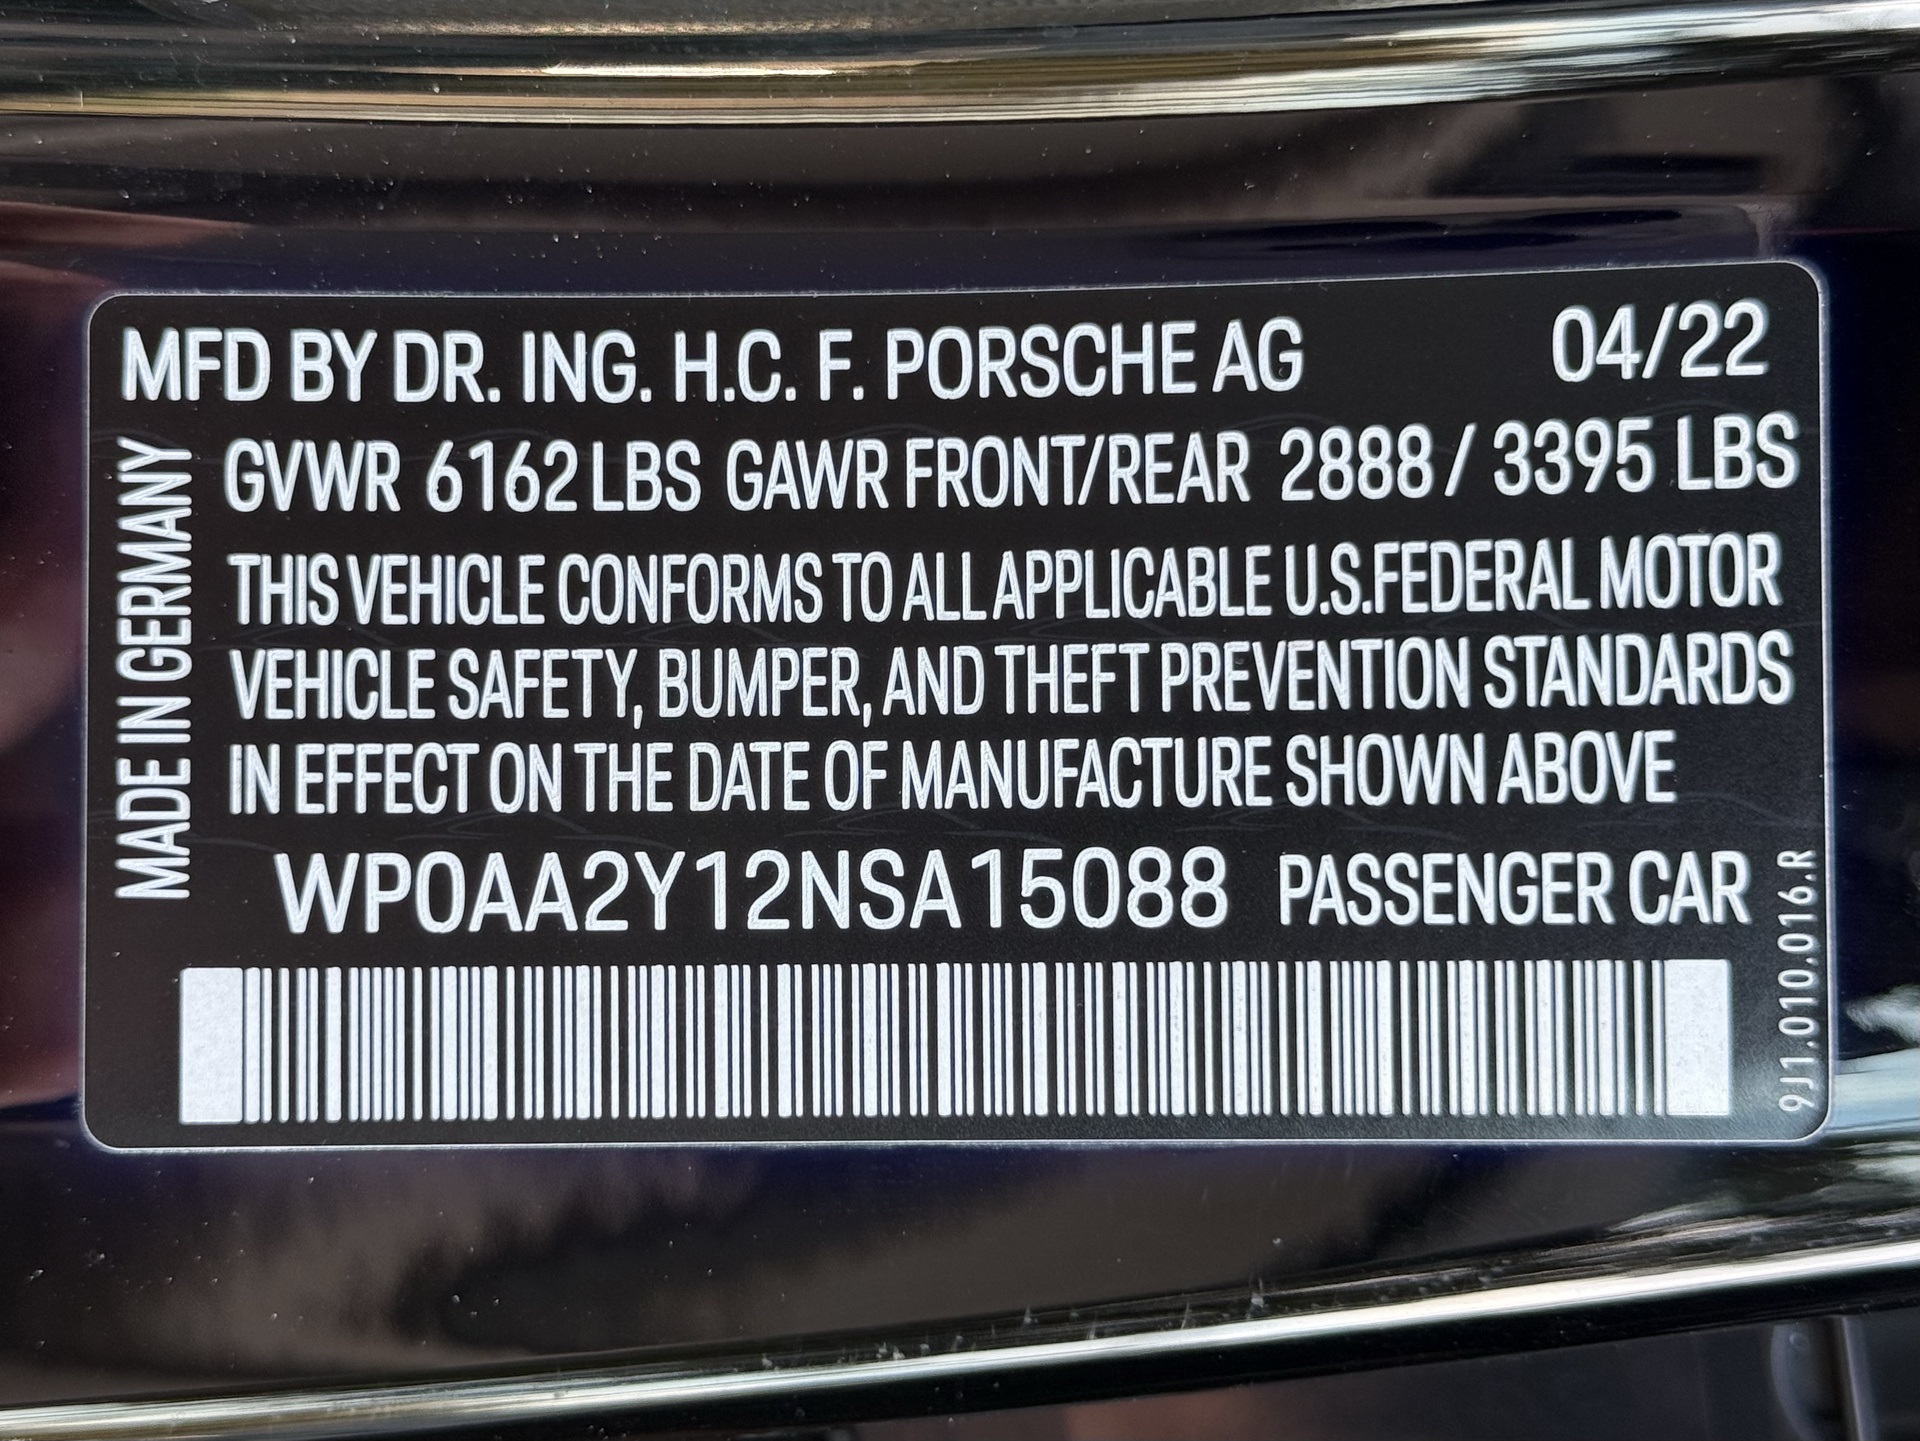 MFD BY DR. ING. H.C. F. PORSCHE AG 04/22
GVWR 6162 LBS GAWR FRONT/REAR 2888 / 3395 LBS
THIS VEHICLE CONFORMS TO ALL APPLICABLE U.S.FEDERAL MOTOR
VEHICLE SAFETY, BUMPER, AND THEFT PREVENTION STANDARDS
IN EFFECT ON THE DATE OF MANUFACTURE SHOWN ABOVE
WP0AA2Y12NSA15088 PASSENGER CAR
MADE IN GERMANY
9J1.010.016.R